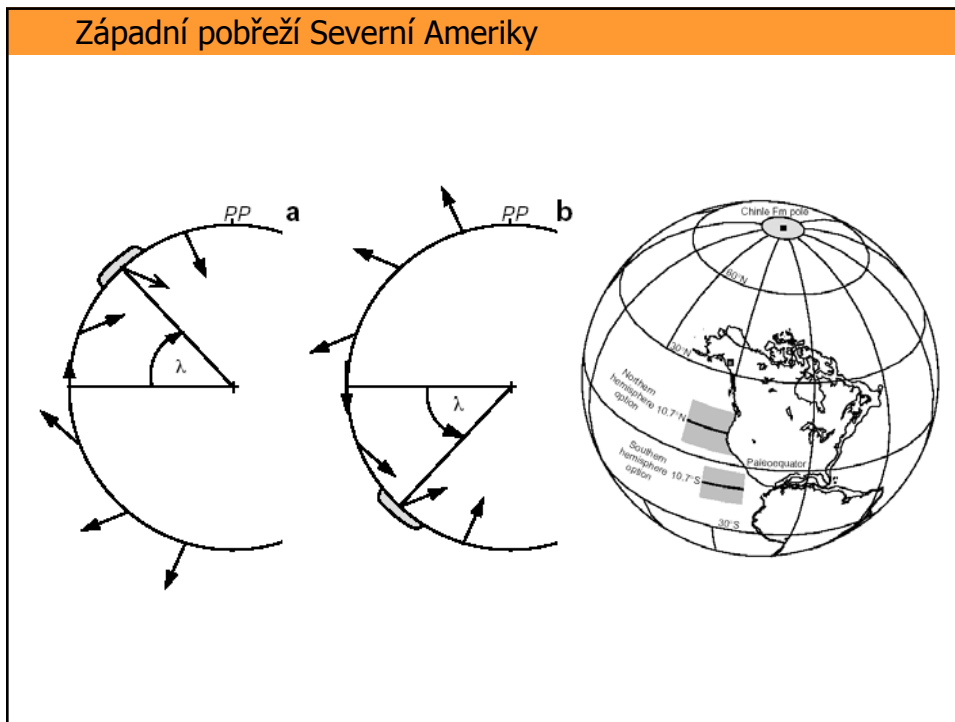 Západní pobřeží Severní Ameriky
PP
a
λ
PP
b
λ
Chinle Fm pole
60°N
30°N
Northern
hemisphere 10.7°N
option
Paleoequator
Southern
hemisphere 10.7°S
option
30°S